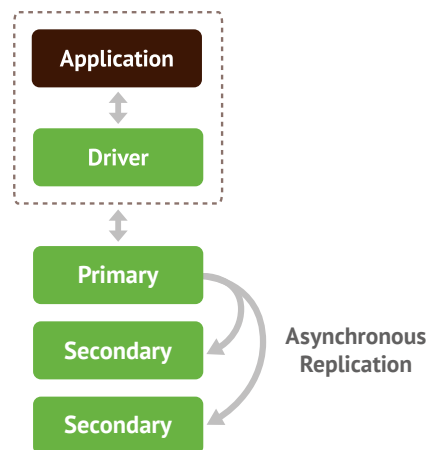 Application
Driver
Primary
Secondary
Secondary
Asynchronous
Replication